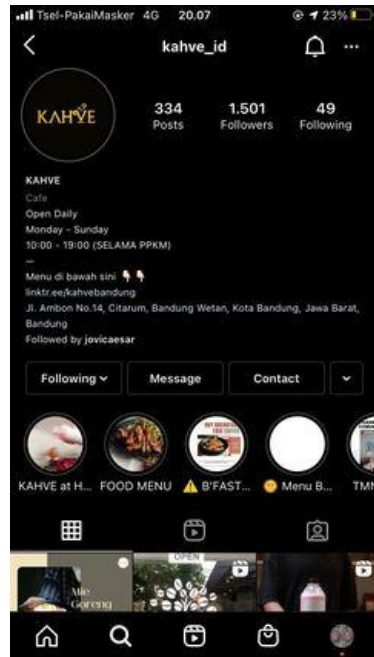 Tsel-PakaiMasker 4G 20.07 23%
kahve_id
KAHVE
334 1.501 49
Posts Followers Following
KAHVE
Cafe
Open Daily
Monday - Sunday
10:00 - 19:00 (SELAMA PPKM)
—
Menu di bawah sini 👇 👇
linktr.ee/kahvebandung
Jl. Ambon No.14, Citarum, Bandung Wetan, Kota Bandung, Jawa Barat,
Bandung
Followed by jovicaesar
Following Message Contact
KAHVE at H... FOOD MENU ⚠️ B'FAST... Menu B... TMN
OPEN
Mie
Goreng